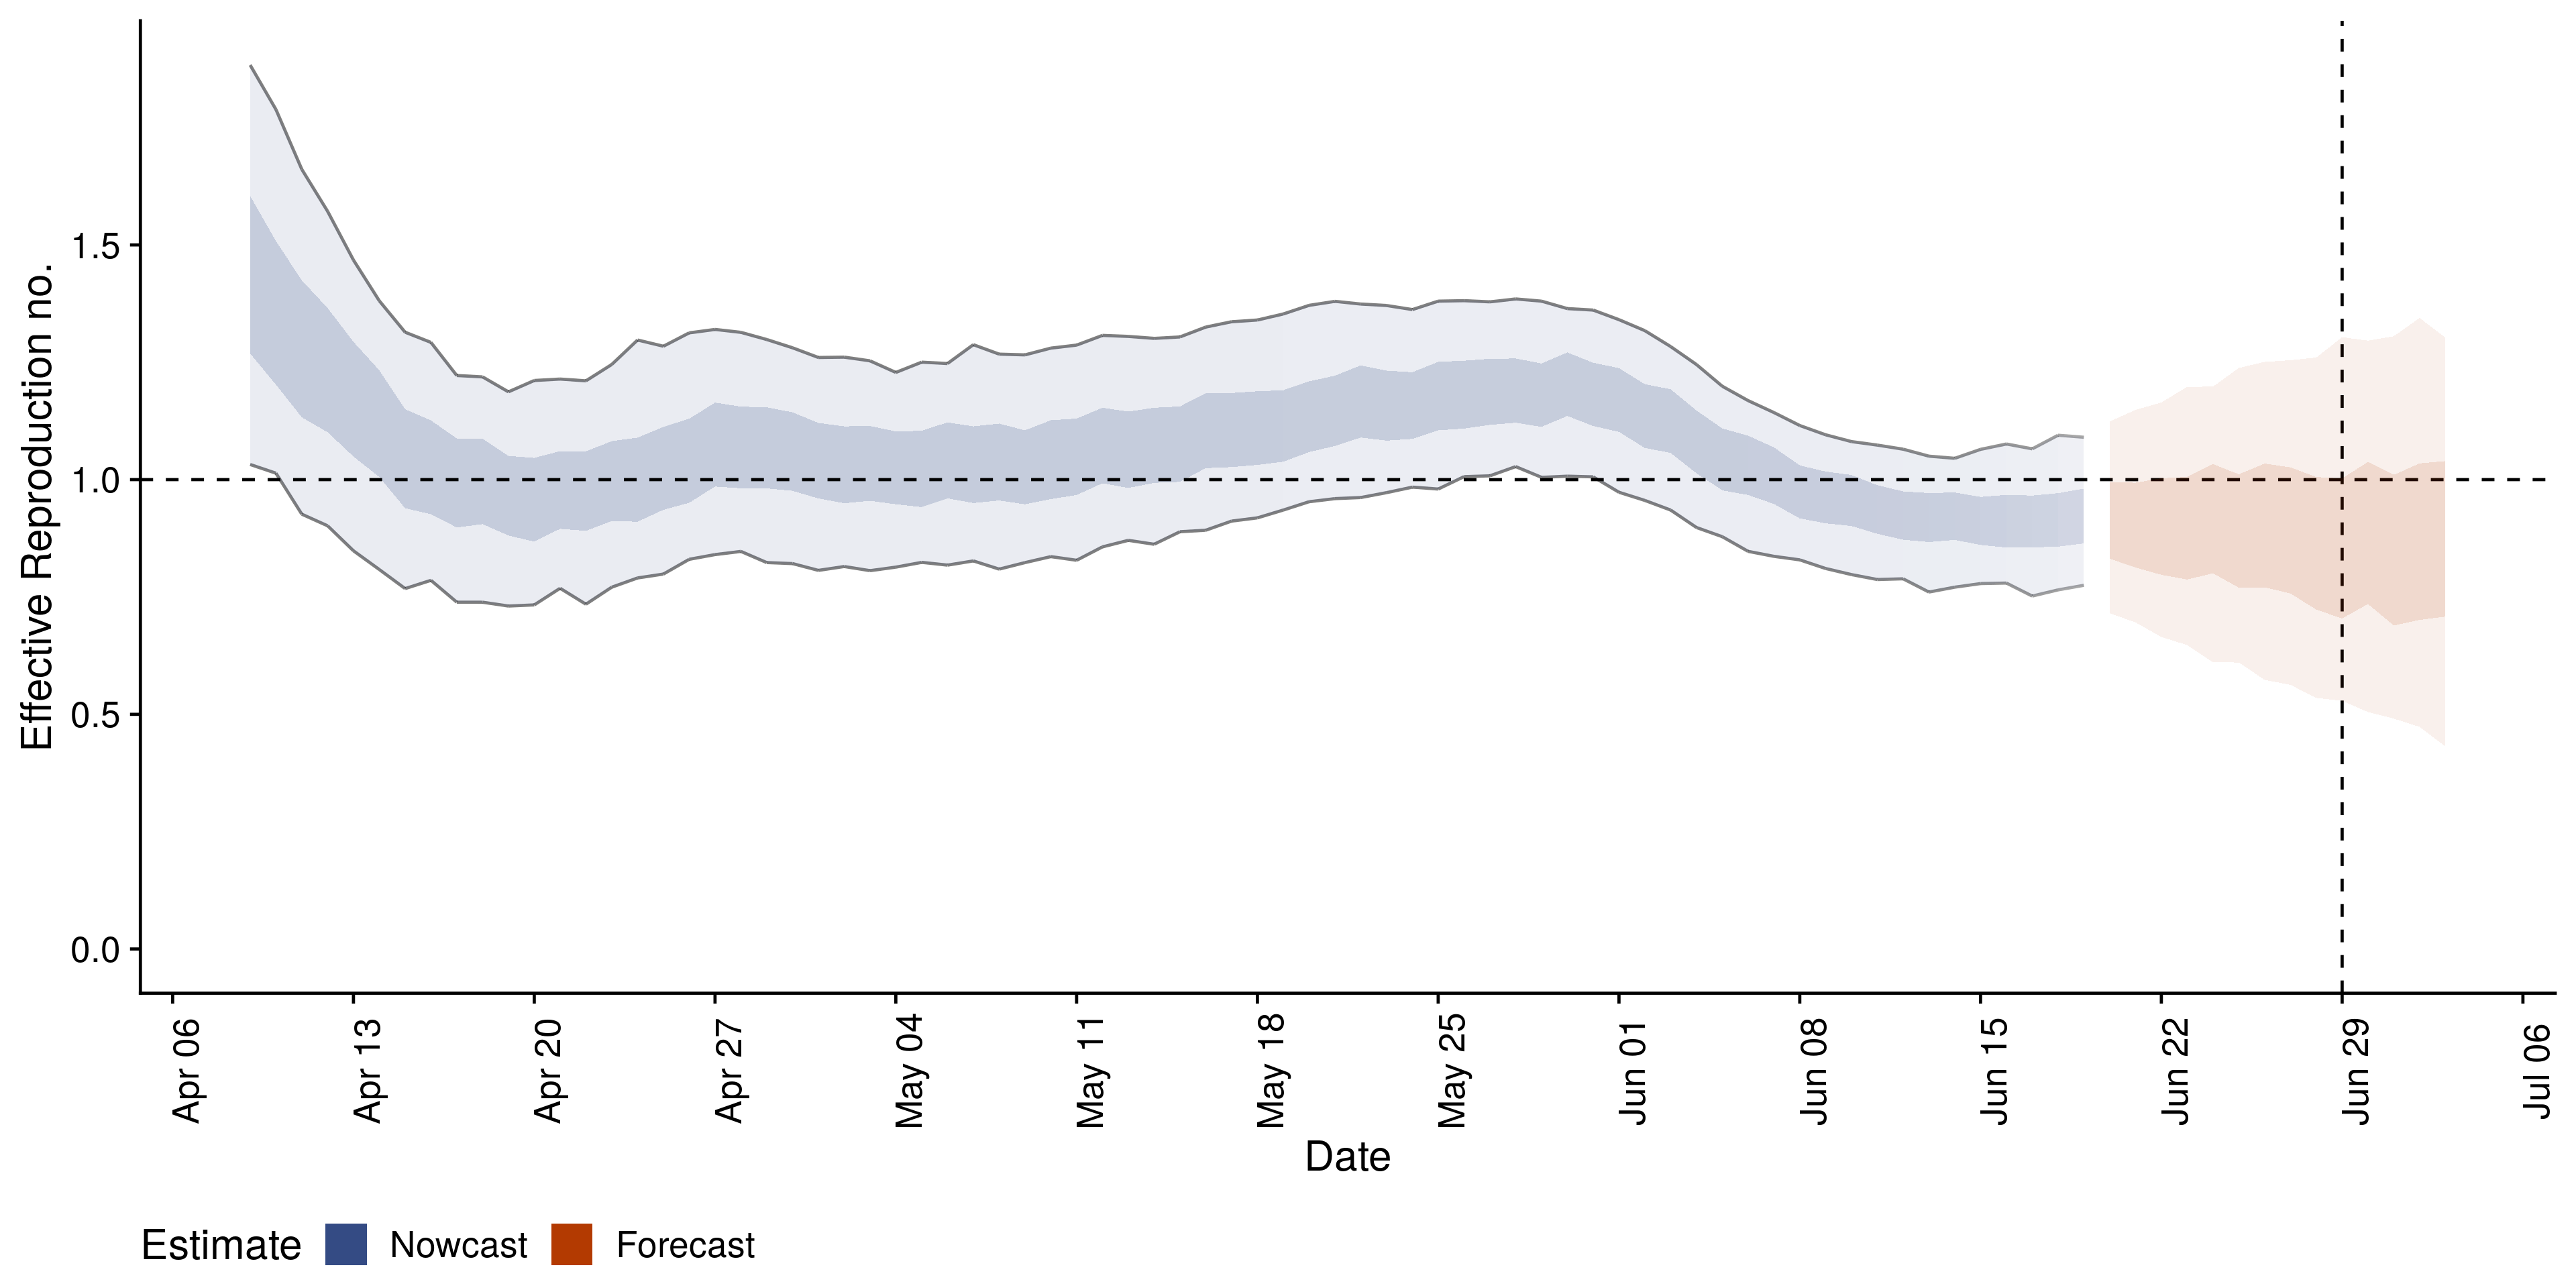 Effective Reproduction no.
1.5
1.0
0.5
0.0
Apr 06
Apr 13
Apr 20
Apr 27
May 04
May 11
May 18
May 25
Jun 01
Jun 08
Jun 15
Jun 22
Jun 29
Jul 06
Date
Estimate Nowcast Forecast